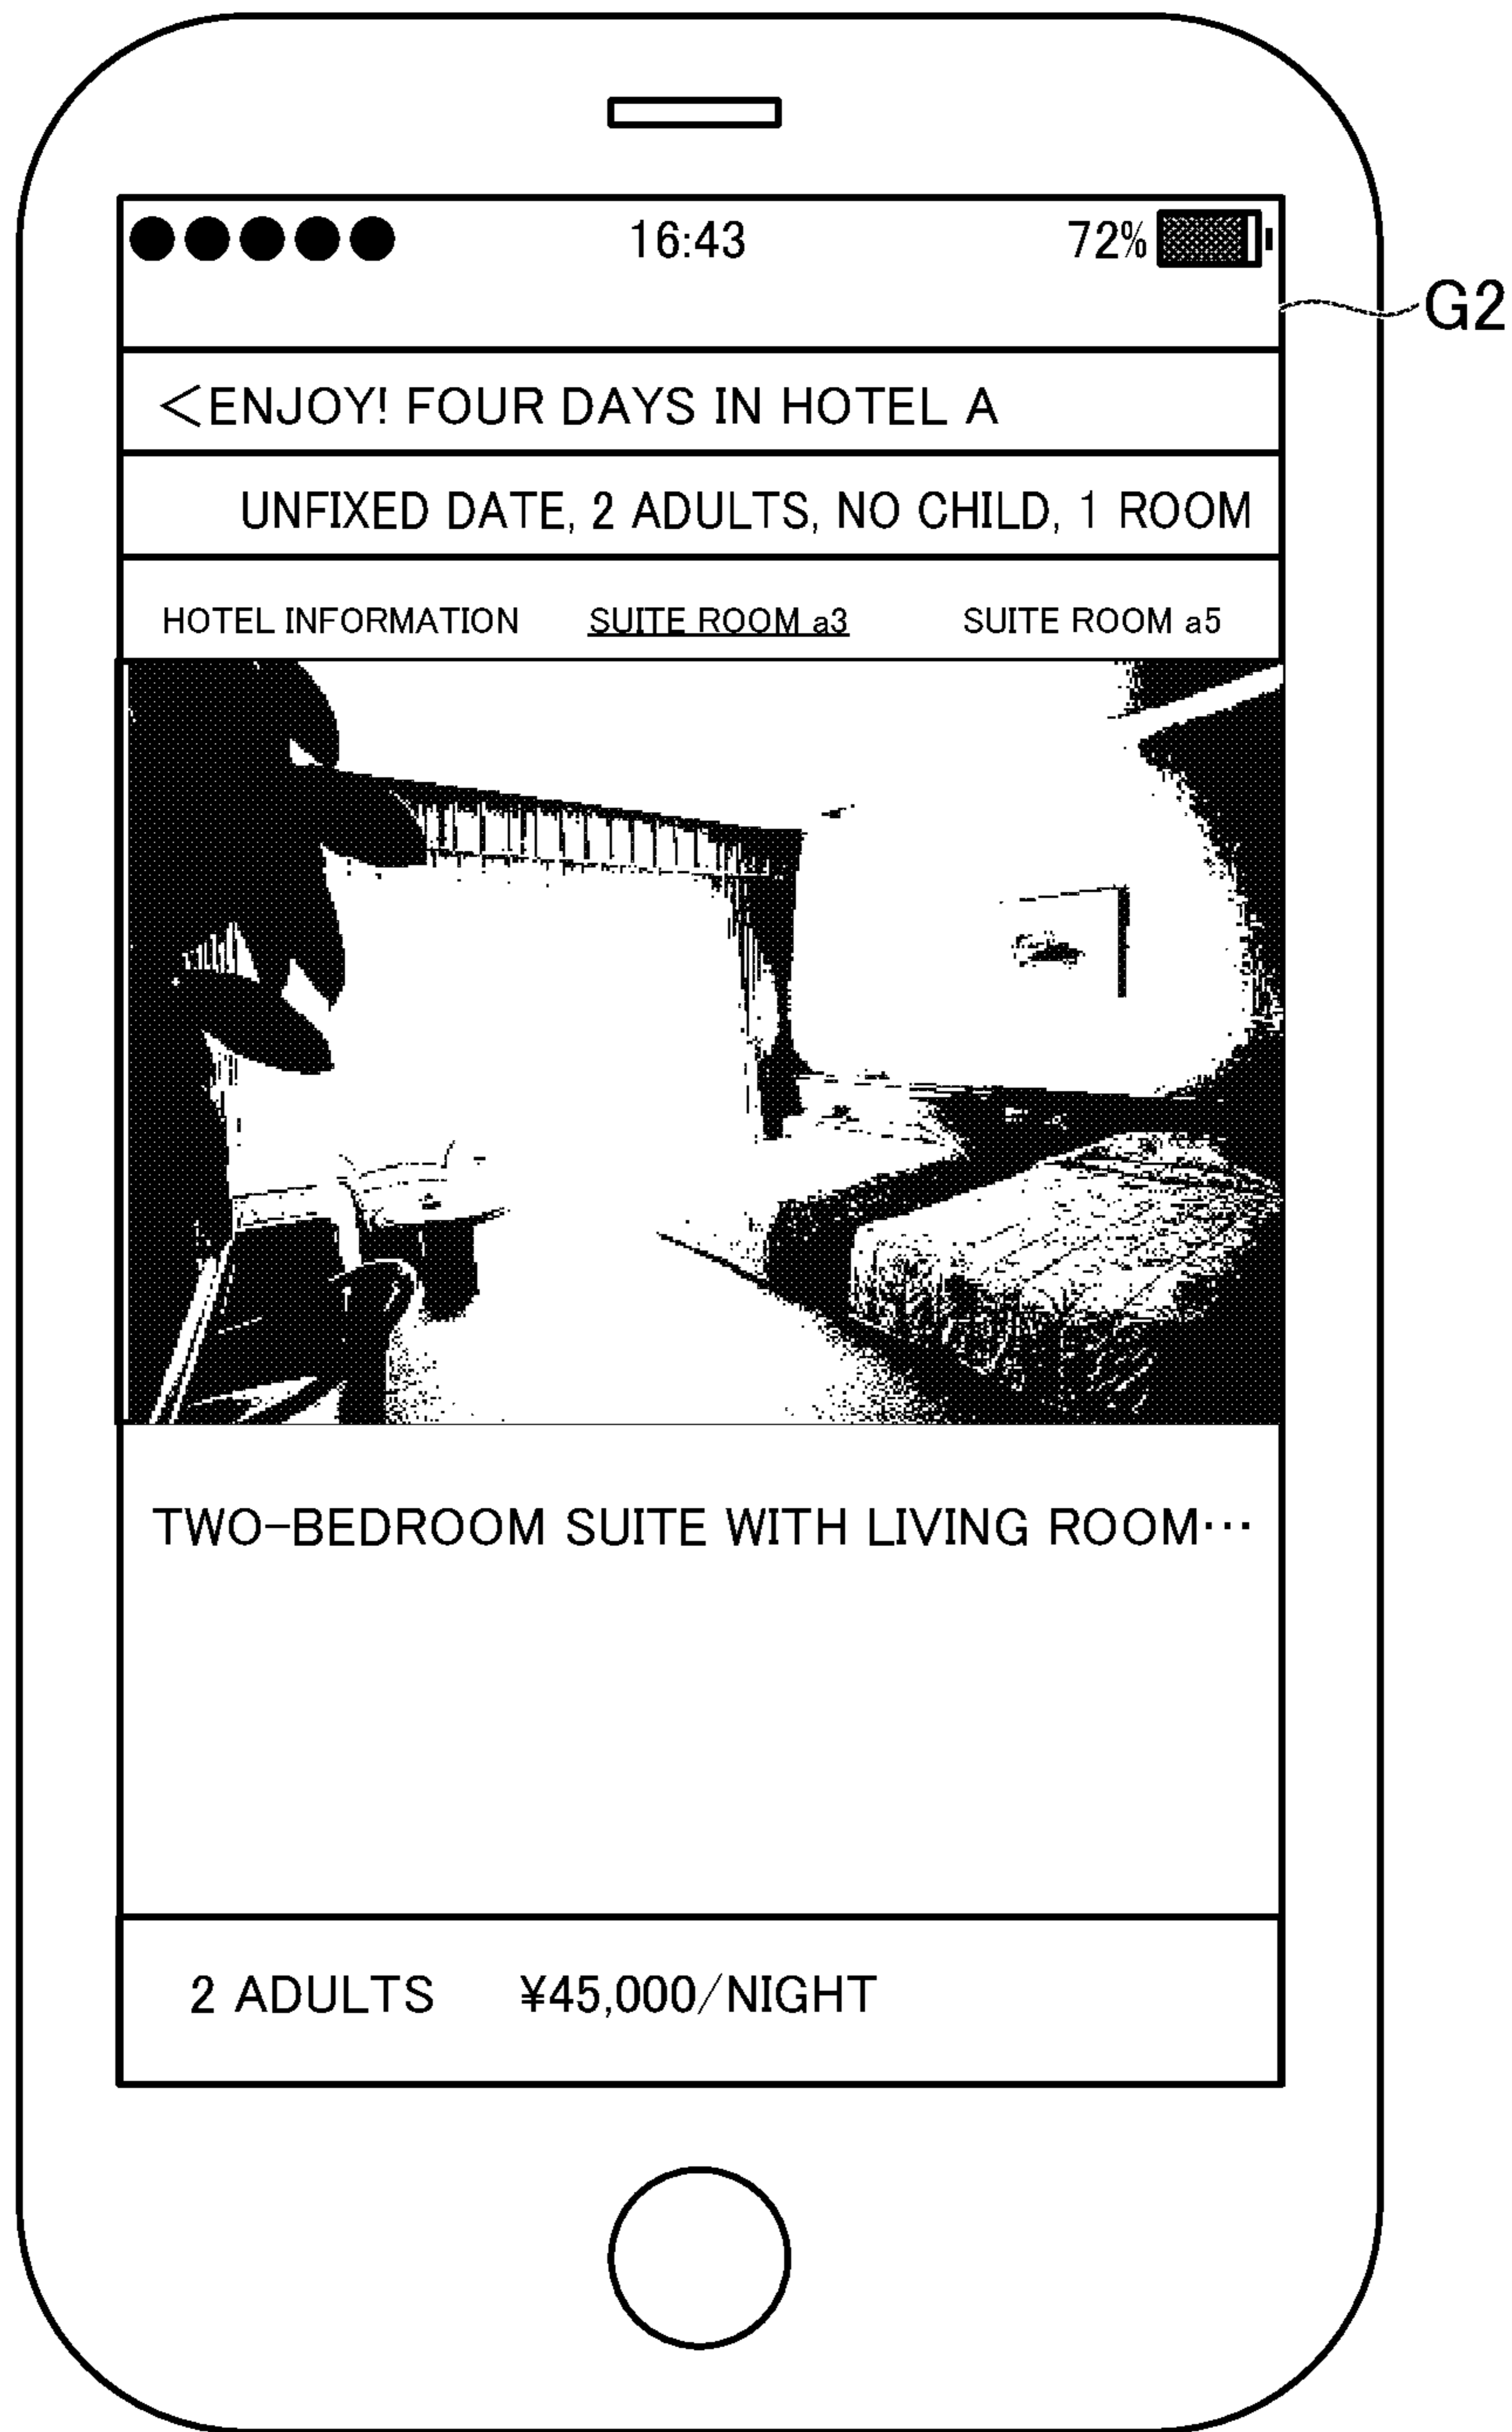 16:43 72%
G2
<ENJOY! FOUR DAYS IN HOTEL A
UNFIXED DATE, 2 ADULTS, NO CHILD, 1 ROOM
HOTEL INFORMATION SUITE ROOM a3 SUITE ROOM a5
TWO-BEDROOM SUITE WITH LIVING ROOM···
2 ADULTS ¥45,000/NIGHT